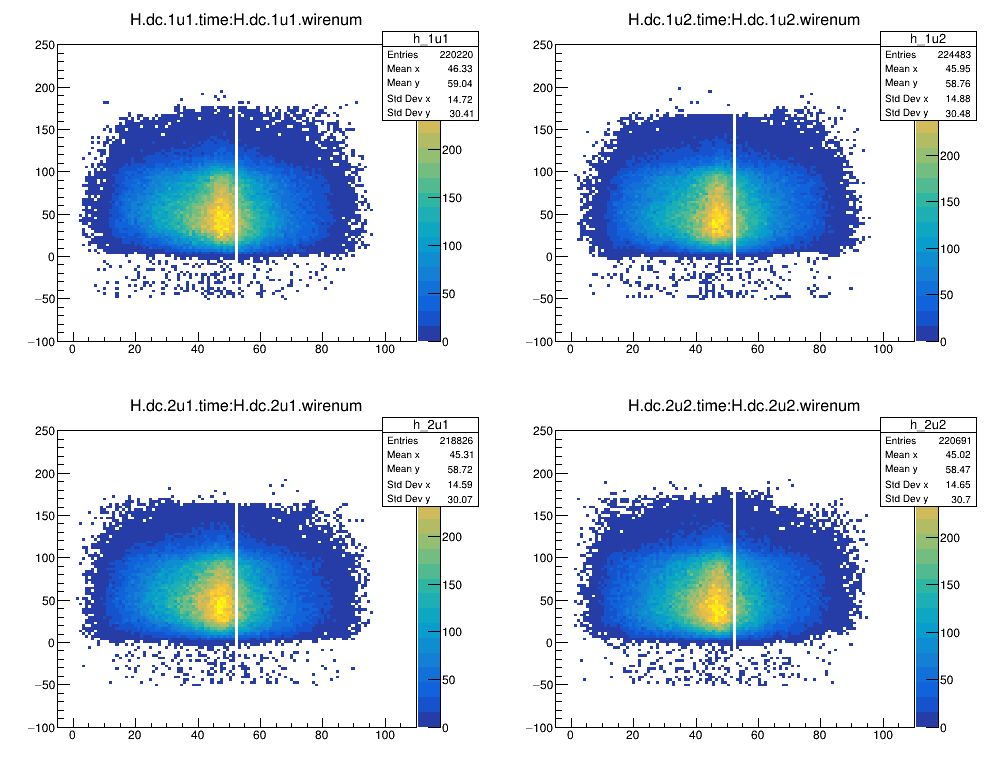 H.dc.1u1.time:H.dc.1u1.wirenum
h_1u1
Entries 220220
Mean x 46.33
Mean y 59.04
Std Dev x 14.72
Std Dev y 30.41
250
200
150
100
50
0
−50
−100
0 20 40 60 80 100
200
150
100
50
0
H.dc.1u2.time:H.dc.1u2.wirenum
h_1u2
Entries 224483
Mean x 45.95
Mean y 58.76
Std Dev x 14.88
Std Dev y 30.48
250
200
150
100
50
0
−50
−100
0 20 40 60 80 100
200
150
100
50
0
H.dc.2u1.time:H.dc.2u1.wirenum
h_2u1
Entries 218826
Mean x 45.31
Mean y 58.72
Std Dev x 14.59
Std Dev y 30.07
250
200
150
100
50
0
−50
−100
0 20 40 60 80 100
200
150
100
50
0
H.dc.2u2.time:H.dc.2u2.wirenum
h_2u2
Entries 220691
Mean x 45.02
Mean y 58.47
Std Dev x 14.65
Std Dev y 30.7
250
200
150
100
50
0
−50
−100
0 20 40 60 80 100
200
150
100
50
0